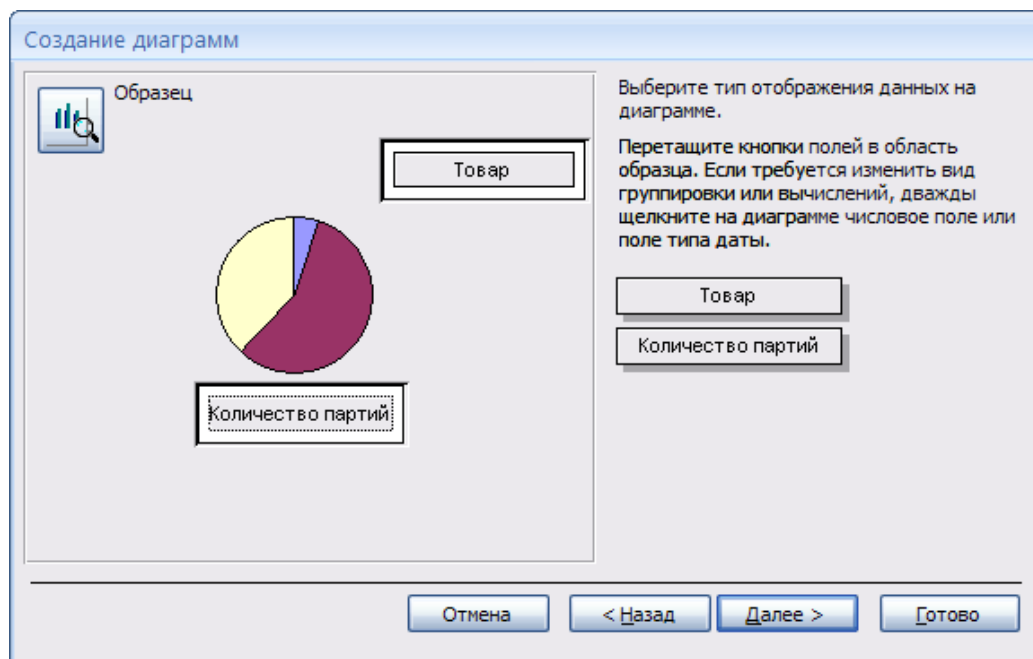 Создание диаграмм
Образец
Товар
Количество партий
Выберите тип отображения данных на
диаграмме.
Перетащите кнопки полей в область
образца. Если требуется изменить вид
группировки или вычислений, дважды
щелкните на диаграмме числовое поле или
поле типа даты.
Товар
Количество партий
Отмена
< Назад
Далее >
Готово